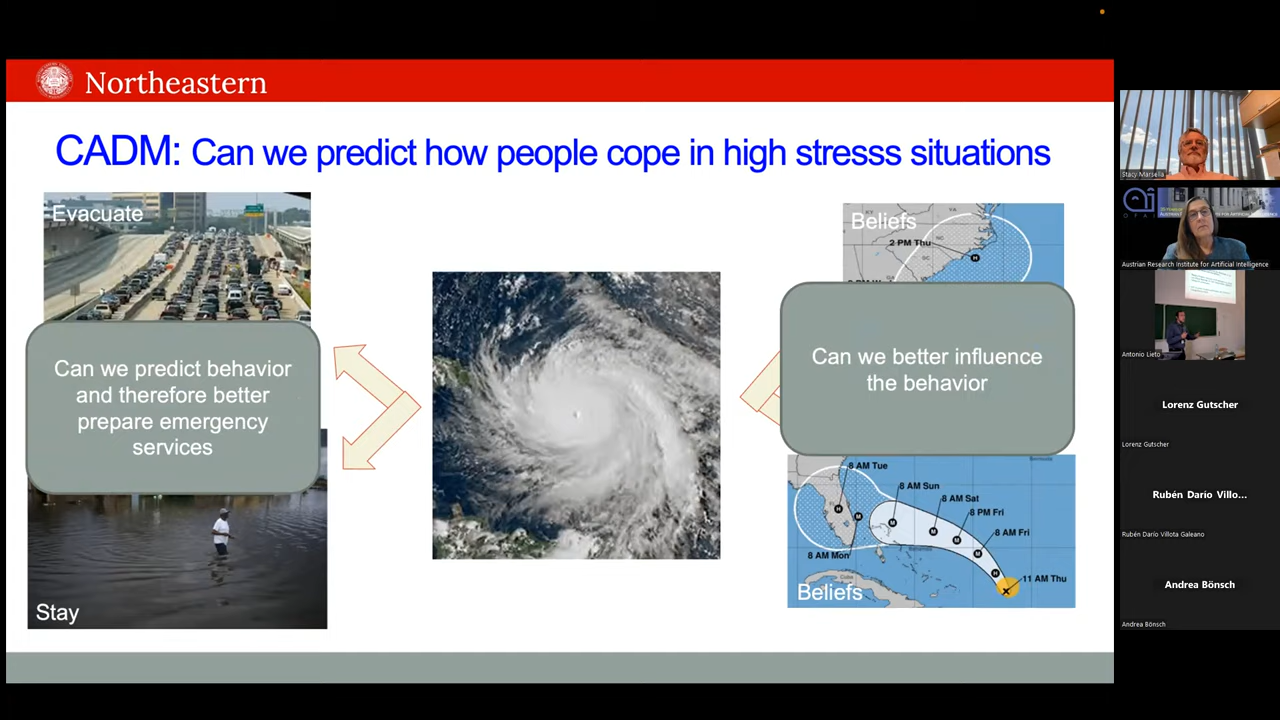 Northeastern
CADM: Can we predict how people cope in high stresss situations
Evacuate
Can we predict behavior
and therefore better
prepare emergency
services
Stay
Beliefs
2 PM Thu
Can we better influence
the behavior
8 AM Tue
8 AM Sun
8 AM Sat
8 PM Fri
8 AM Fri
8 AM Mon
11 AM Thu
Beliefs
Stacy Marsella
Austrian Research Institute for Artificial Intelligence
Antonio Lieto
Lorenz Gutscher
Lorenz Gutscher
Rubén Darío Villo...
Rubén Darío Villota Galeano
Andrea Bönsch
Andrea Bönsch